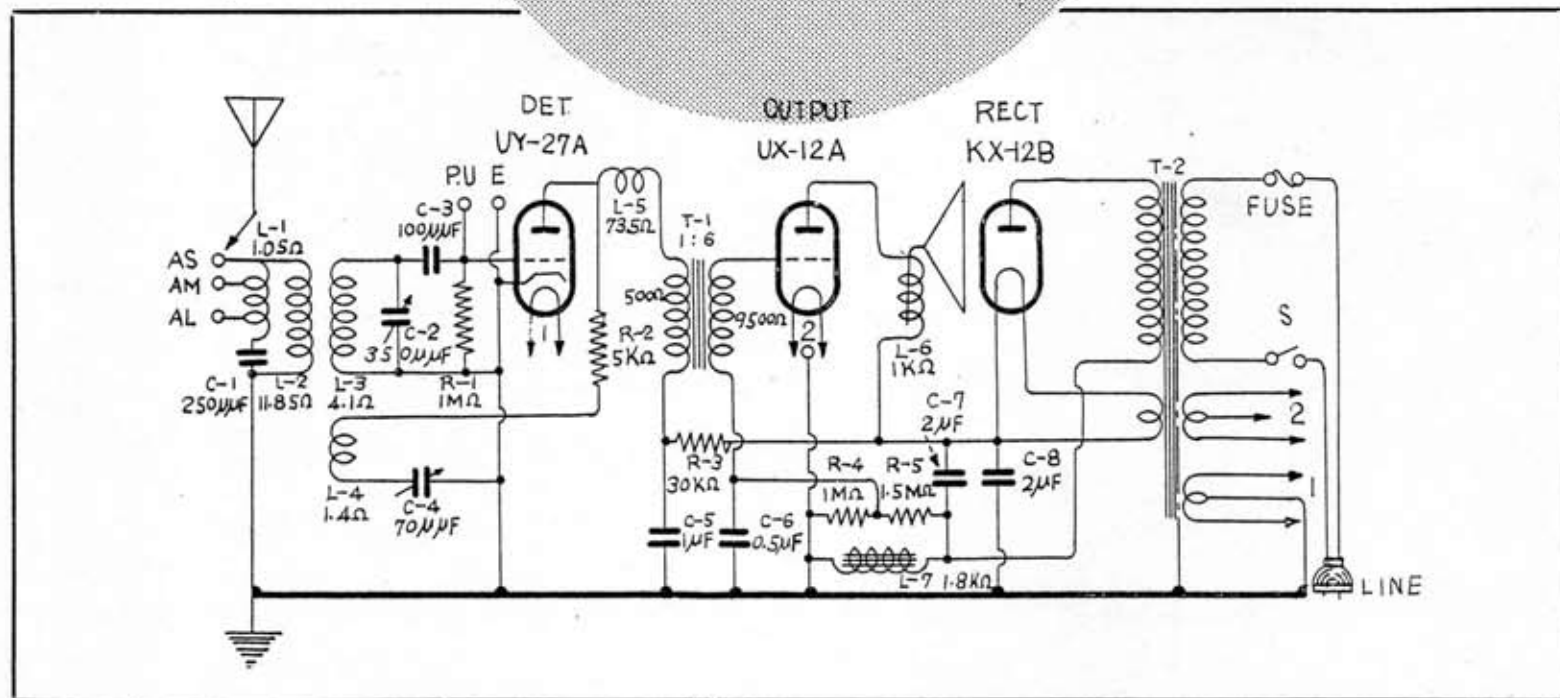 DET.
UY-27A
OUTPUT
UX-12A
RECT
KX-12B
T-2
FUSE
P.U E
C-3
100μμF
L-5
735Ω
T-1
1:6
L-1
1.05Ω
AS
AM
AL
C-2
350μμF
1
500Ω
9500Ω
2
R-2
5KΩ
L-6
1KΩ
S
C-1
250μμF
L-2
11.85Ω
L-3
4.1Ω
R-1
1MΩ
C-7
2μF
2
R-3
30KΩ
R-4
1MΩ
R-5
1.5MΩ
C-8
2μF
1
L-4
1.4Ω
C-4
70μμF
C-5
1μF
C-6
0.5μF
L-7 1.8KΩ
LINE